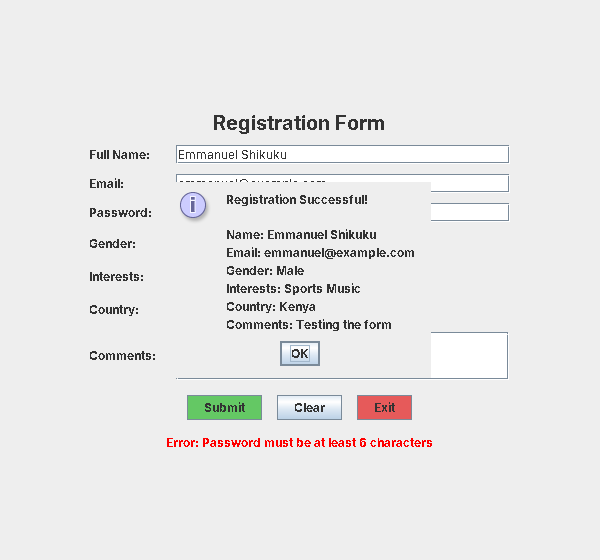 Registration Form
Full Name: Emmanuel Shikuku
Email:
Password:
Registration Successful!
Name: Emmanuel Shikuku
Email: emmanuel@example.com
Gender: Male
Interests: Sports Music
Country: Kenya
Comments: Testing the form
OK
Gender:
Interests:
Country:
Comments:
Submit Clear Exit
Error: Password must be at least 6 characters